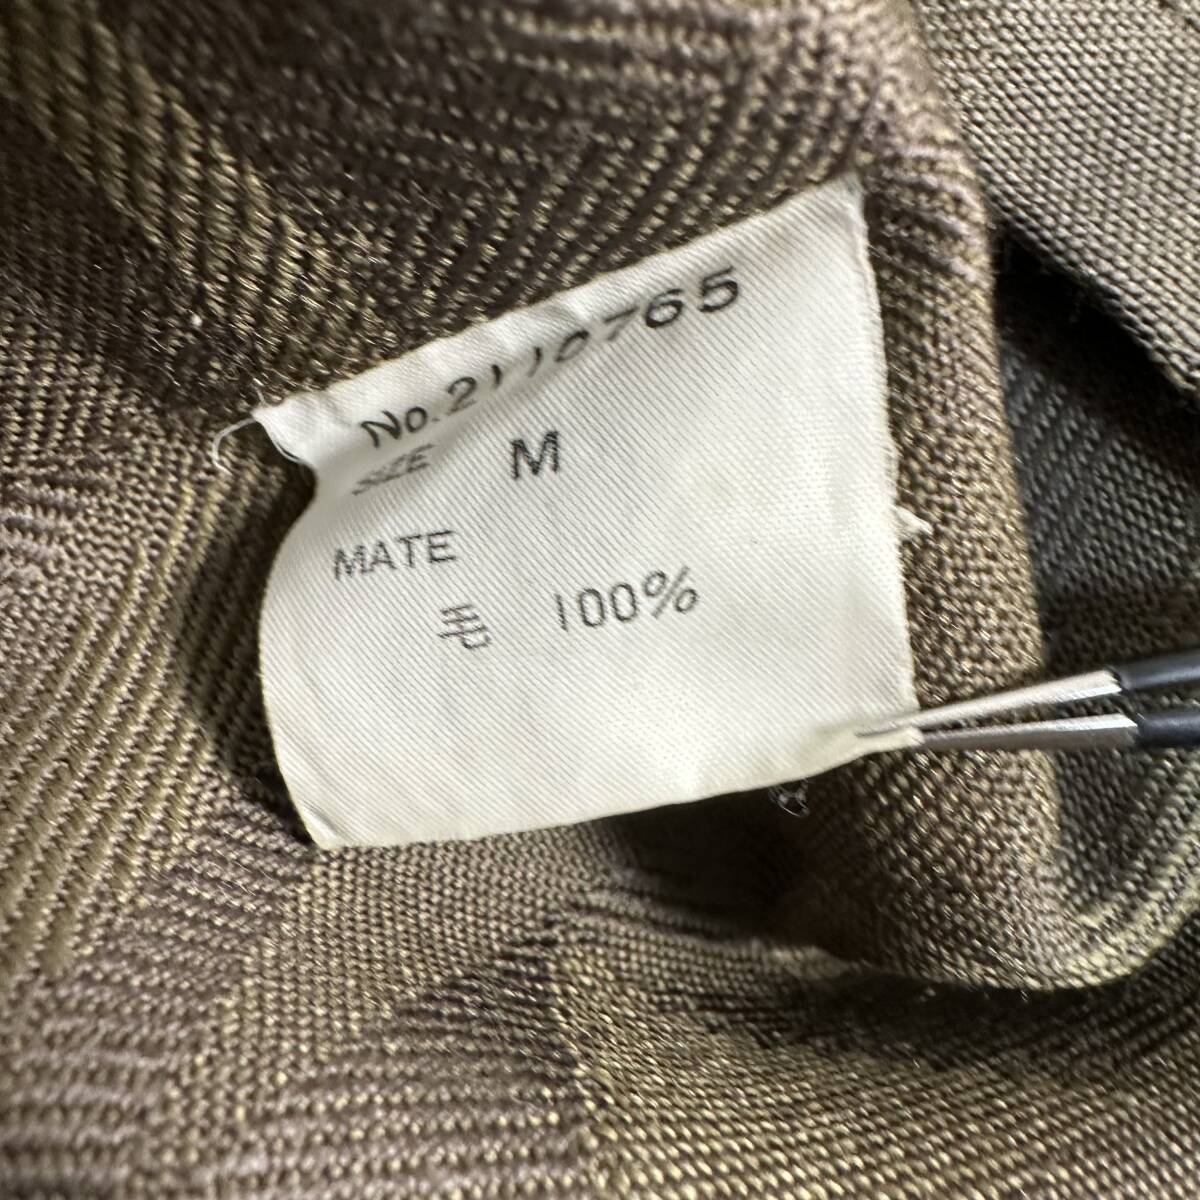 No.2110765
SIZE M
MATE
毛 100%